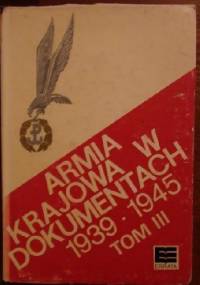 ARMIA
KRAJOWA W
DOKUMENTACH
1939 · 1945
TOM III